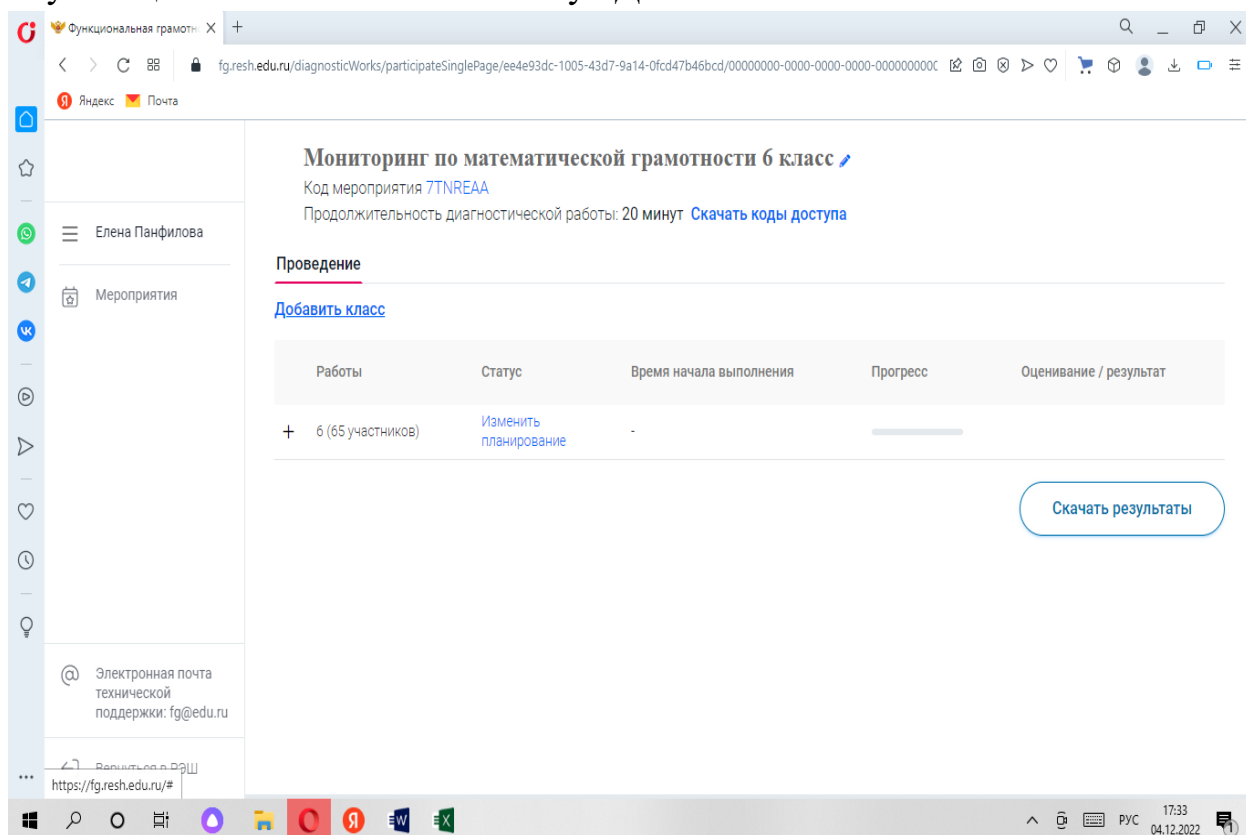 Функциональная грамотн
fg.resh.edu.ru/diagnosticWorks/participateSinglePage/ee4e93dc-1005-43d7-9a14-0fcd47b46bcd/00000000-0000-0000-0000-0000000000
Яндекс Почта
Мониторинг по математической грамотности 6 класс
Код мероприятия 7TNREAA
Продолжительность диагностической работы: 20 минут Скачать коды доступа
Елена Панфилова
Мероприятия
Проведение
Добавить класс
Работы Статус Время начала выполнения Прогресс Оценивание / результат
+ 6 (65 участников) Изменить планирование -
Скачать результаты
Электронная почта
технической
поддержки: fg@edu.ru
Вернуться в РЭШ
https://fg.resh.edu.ru/#
РУС
17:33
04.12.2022